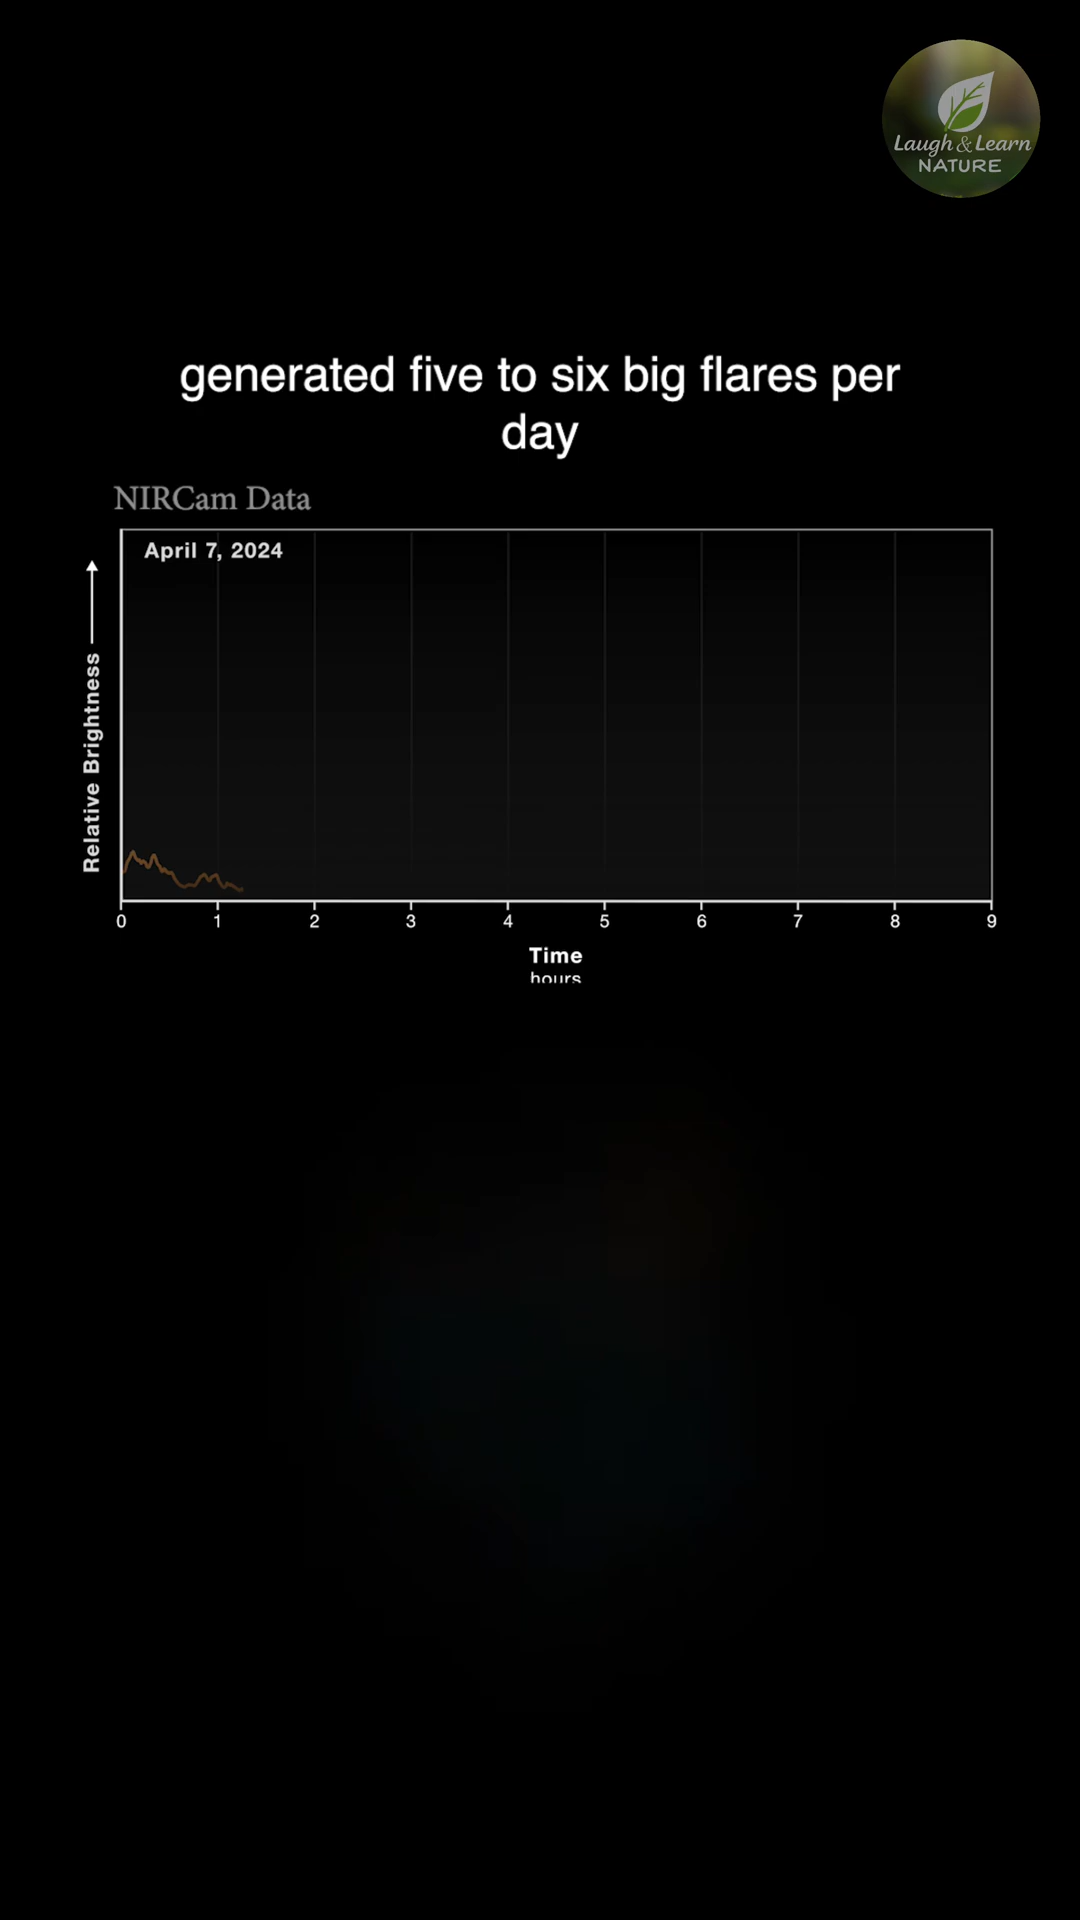 Laugh & Learn
NATURE
generated five to six big flares per
day
NIRCam Data
April 7, 2024
Relative Brightness
0 1 2 3 4 5 6 7 8 9
Time
hours